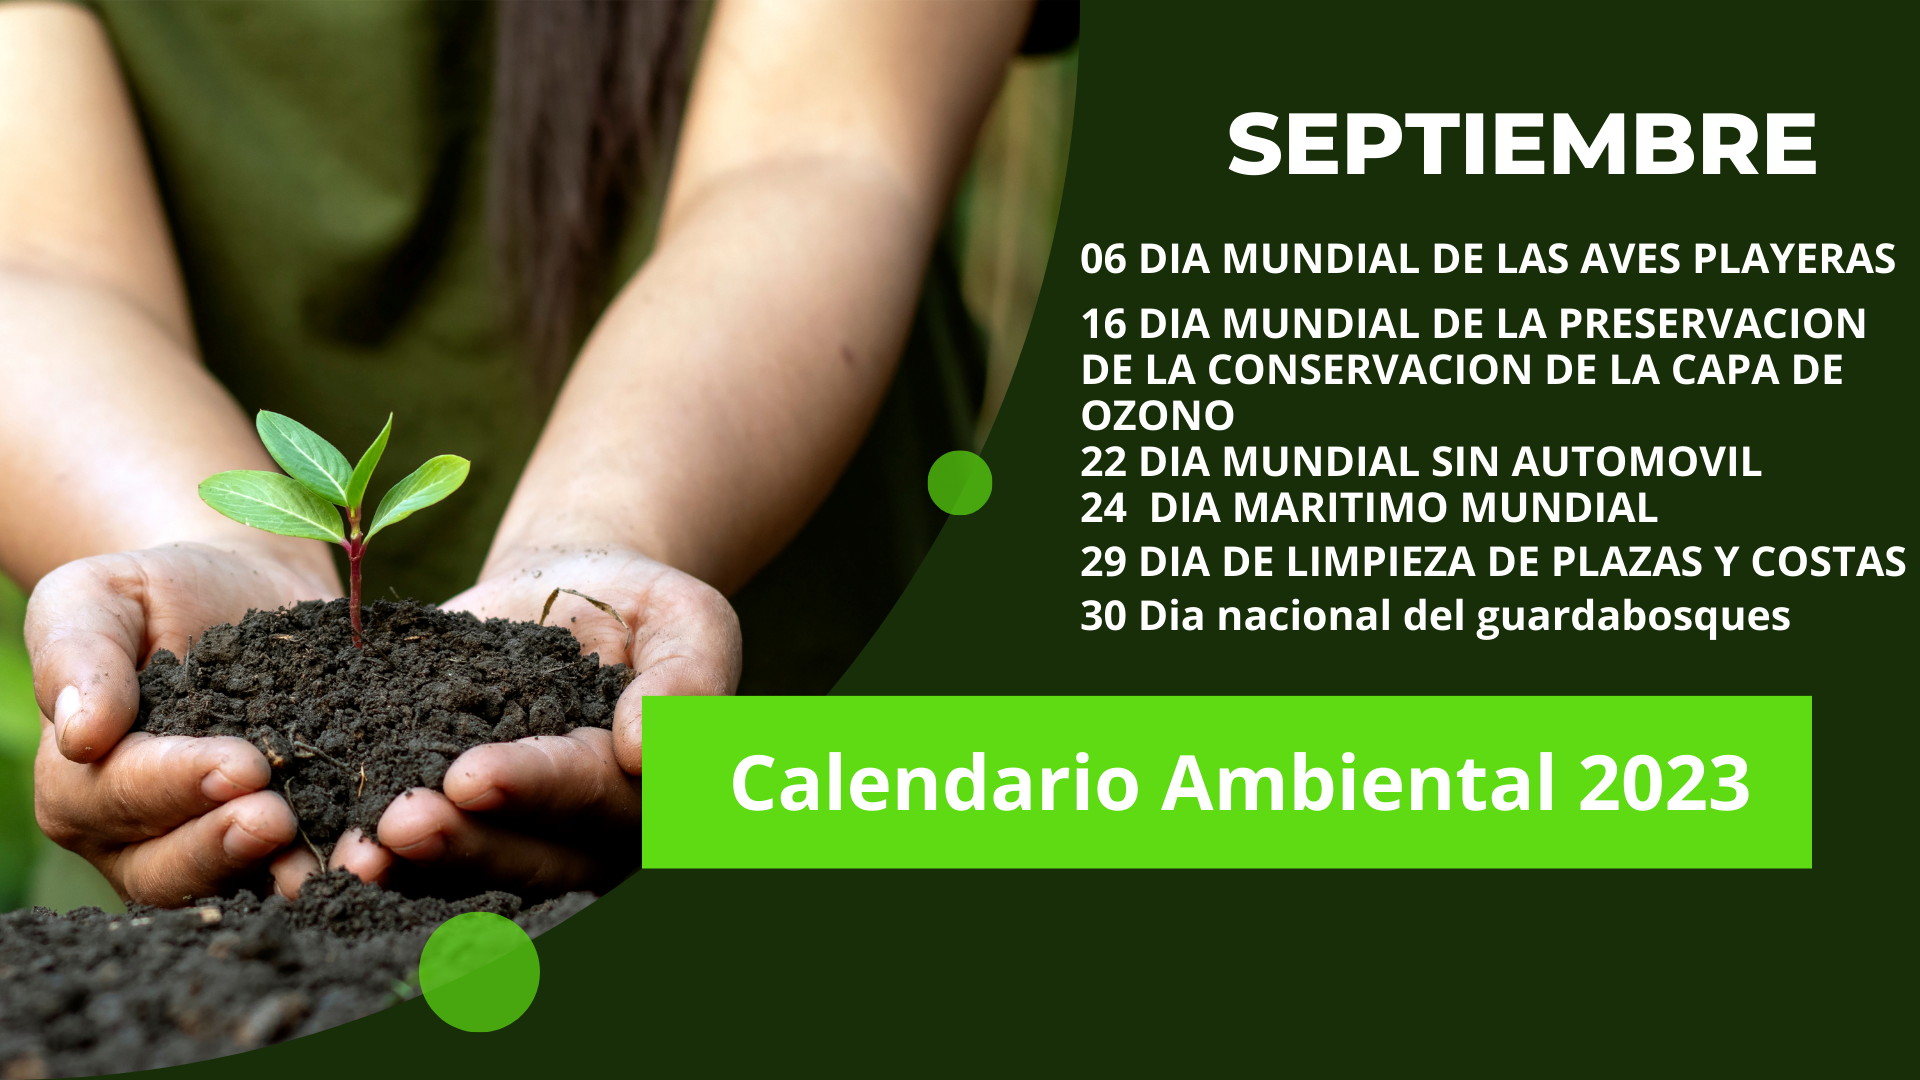 SEPTIEMBRE
06 DIA MUNDIAL DE LAS AVES PLAYERAS
16 DIA MUNDIAL DE LA PRESERVACION
DE LA CONSERVACION DE LA CAPA DE
OZONO
22 DIA MUNDIAL SIN AUTOMOVIL
24  DIA MARITIMO MUNDIAL
29 DIA DE LIMPIEZA DE PLAZAS Y COSTAS
30 Dia nacional del guardabosques
Calendario Ambiental 2023